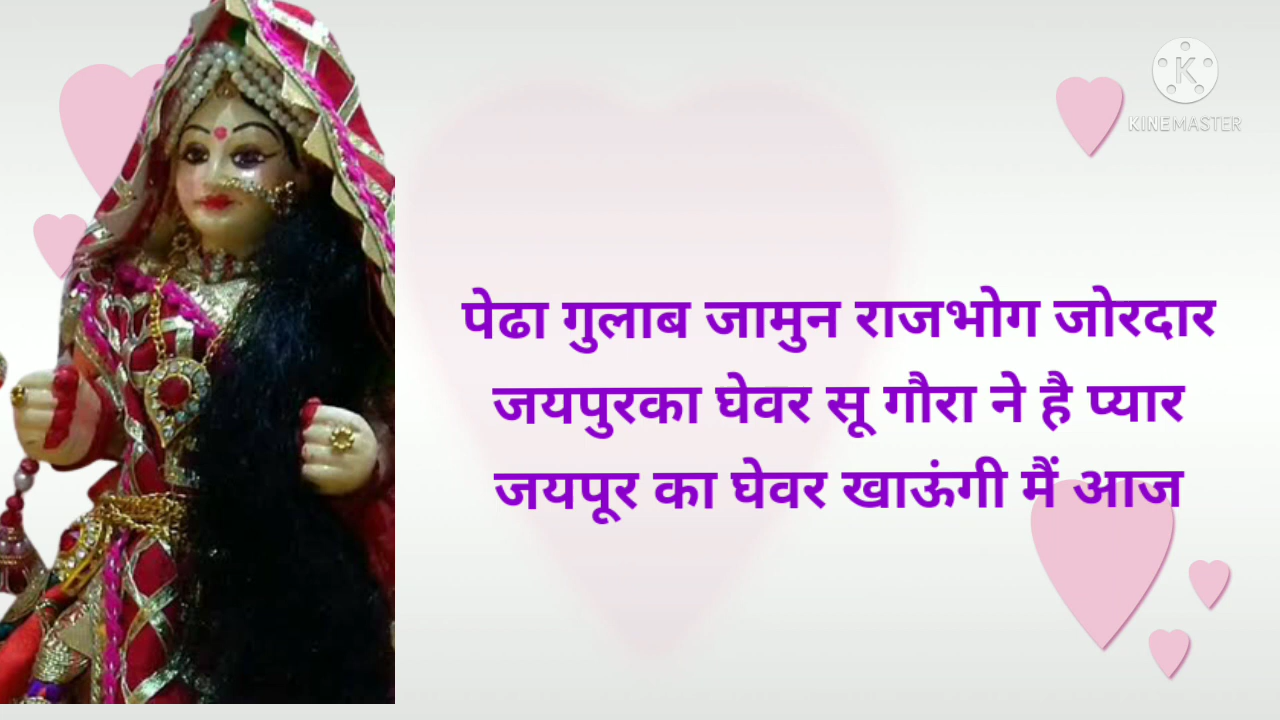 KINEMASTER
पेढा गुलाब जामुन राजभोग जोरदार
जयपुरका घेवर सू गौरा ने है प्यार
जयपूर का घेवर खाऊंगी मैं आज